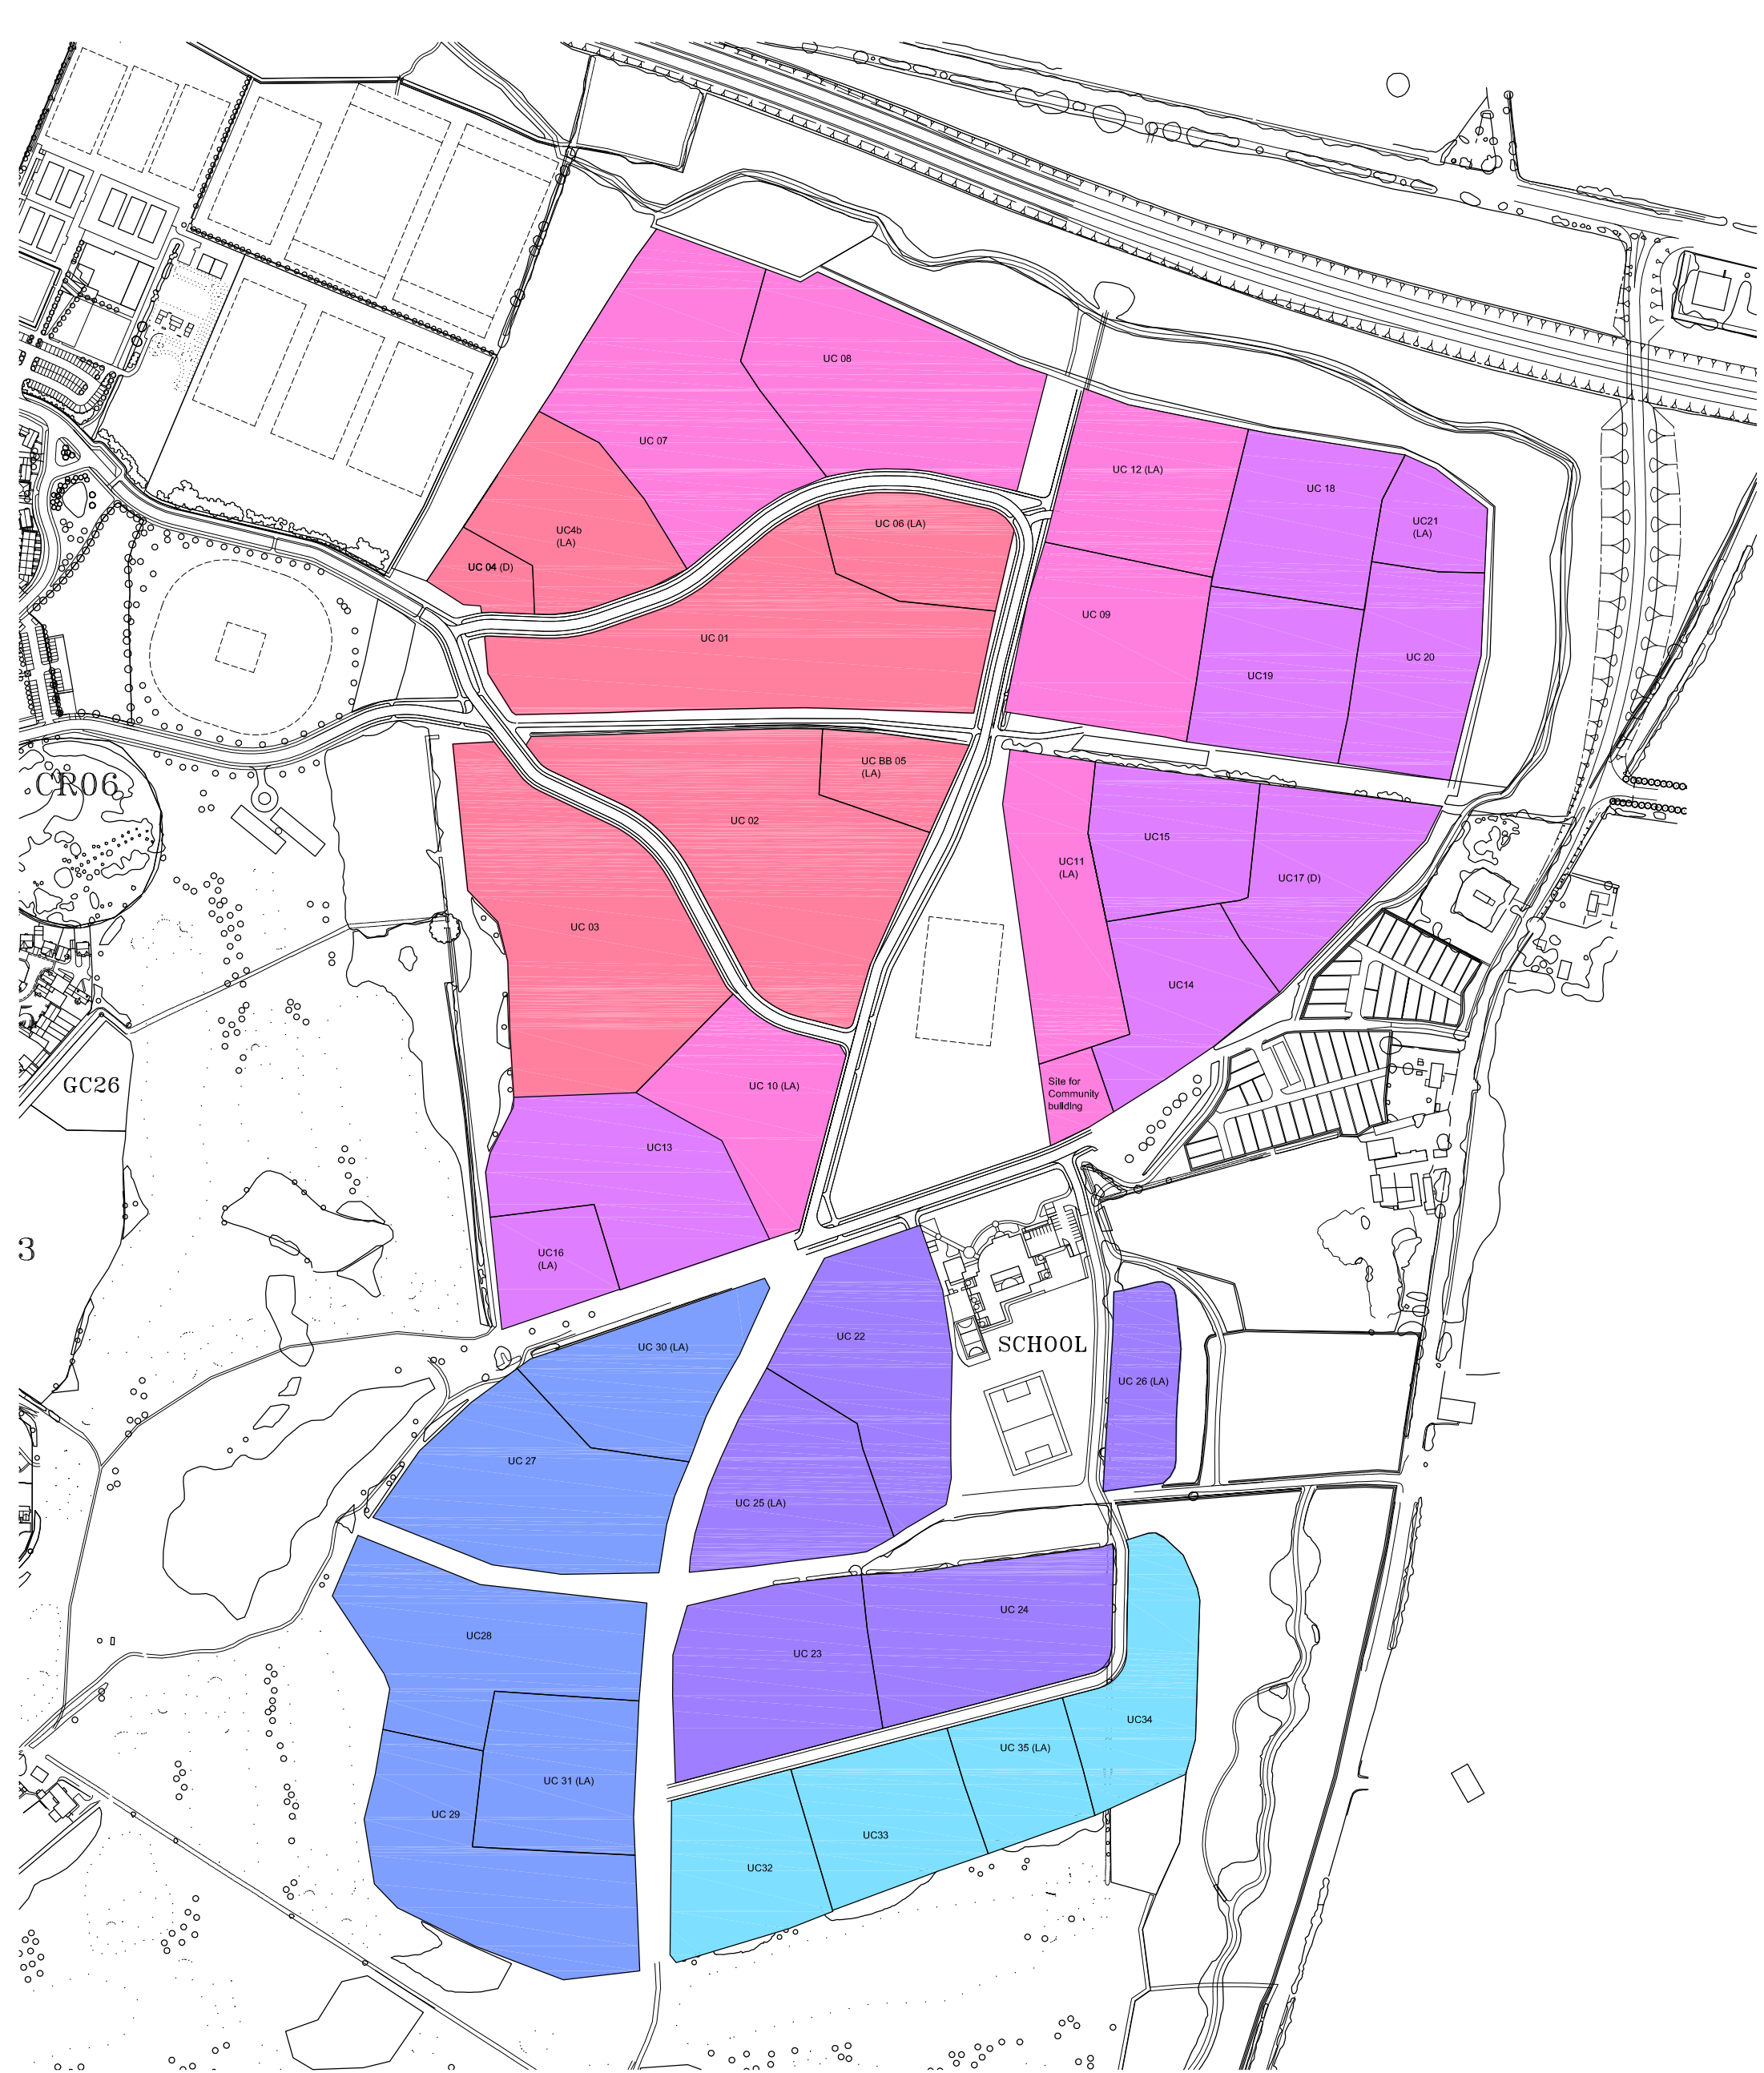 UC 08
UC 07
UC 12 (LA)
UC 18
UC21
(LA)
UC4b
(LA)
UC 06 (LA)
UC 04 (D)
UC 09
UC 01
UC 20
UC19
UC BB 05
(LA)
CR06
UC 02
UC15
UC11
(LA)
UC17 (D)
UC 03
UC14
GC26
UC 10 (LA)
Site for
Community
building
UC13
3
UC16
(LA)
UC 22
UC 30 (LA)
SCHOOL
UC 26 (LA)
UC 27
UC 25 (LA)
UC 24
UC28
UC 23
UC34
UC 35 (LA)
UC 31 (LA)
UC 29
UC33
UC32